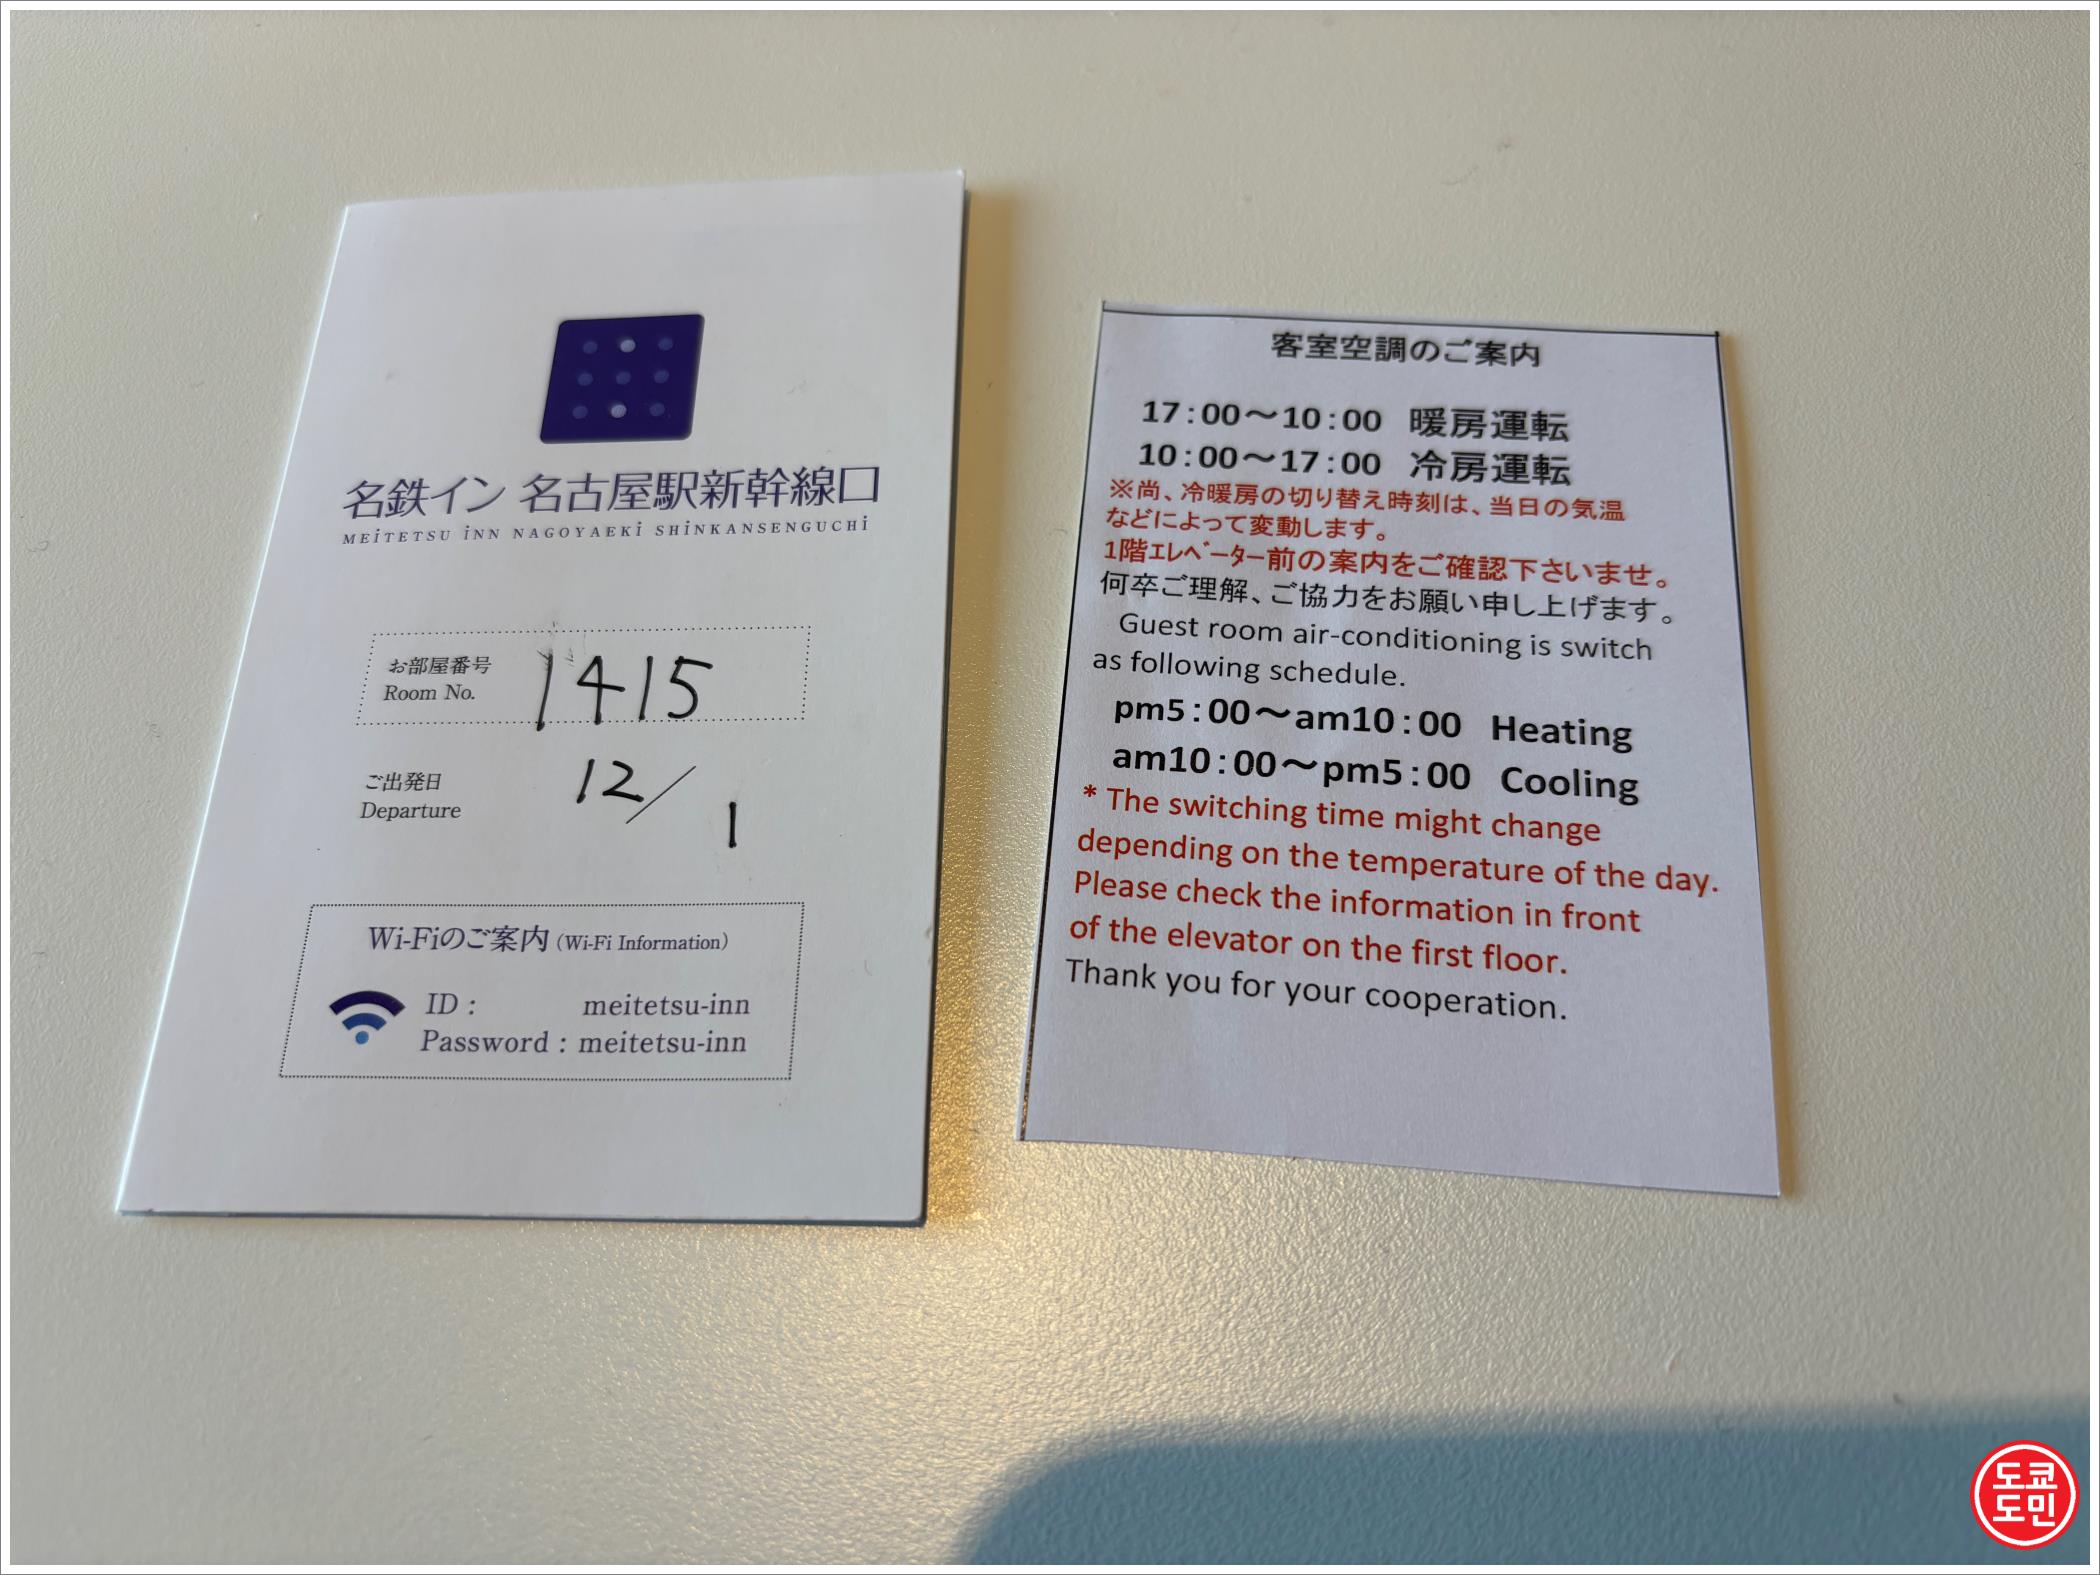 名鉄イン 名古屋駅新幹線口
MEiTETSU iNN NAGOYAEKi SHiNKANSENGUCHi
お部屋番号
Room No.
1415
ご出発日
Departure
12/1
Wi-Fiのご案内 (Wi-Fi Information)
ID : meitetsu-inn
Password : meitetsu-inn
客室空調のご案内
17:00～10:00 暖房運転
10:00～17:00 冷房運転
※尚、冷暖房の切り替え時刻は、当日の気温
などによって変動します。
1階ｴﾚﾍﾞｰﾀｰ前の案内をご確認下さいませ。
何卒ご理解、ご協力をお願い申し上げます。
Guest room air-conditioning is switch
as following schedule.
pm5:00～am10:00 Heating
am10:00～pm5:00 Cooling
* The switching time might change
depending on the temperature of the day.
Please check the information in front
of the elevator on the first floor.
Thank you for your cooperation.
도쿄
도민